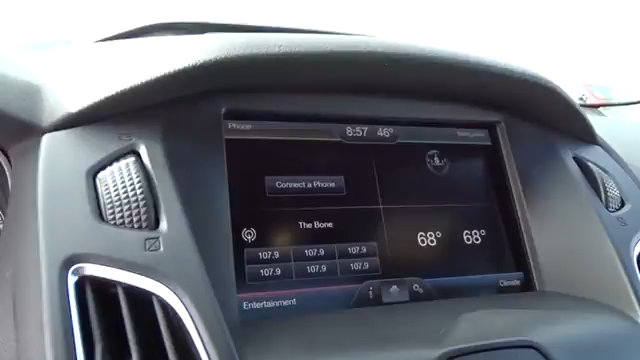 Phone
8:57 46°
Navigation
Connect a Phone
The Bone
107.9 107.9 107.9
107.9 107.9 107.9
68° 68°
Entertainment
i
Climate